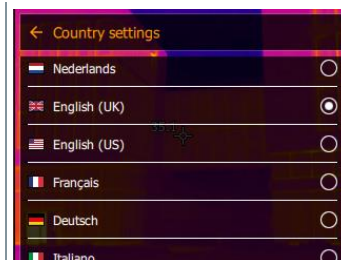 Country settings
Nederlands
English (UK)
English (US)
Français
Deutsch
Italiano